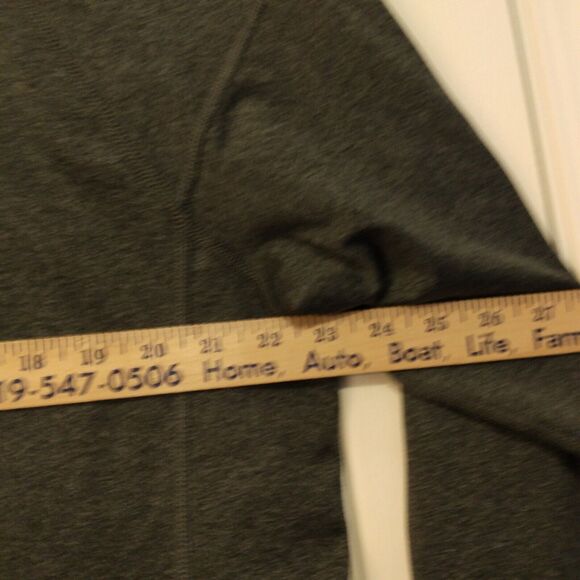 18 19 20 21 22 23 24 25 26 27
19-547-0506 Home, Auto, Boat, Life, Farm